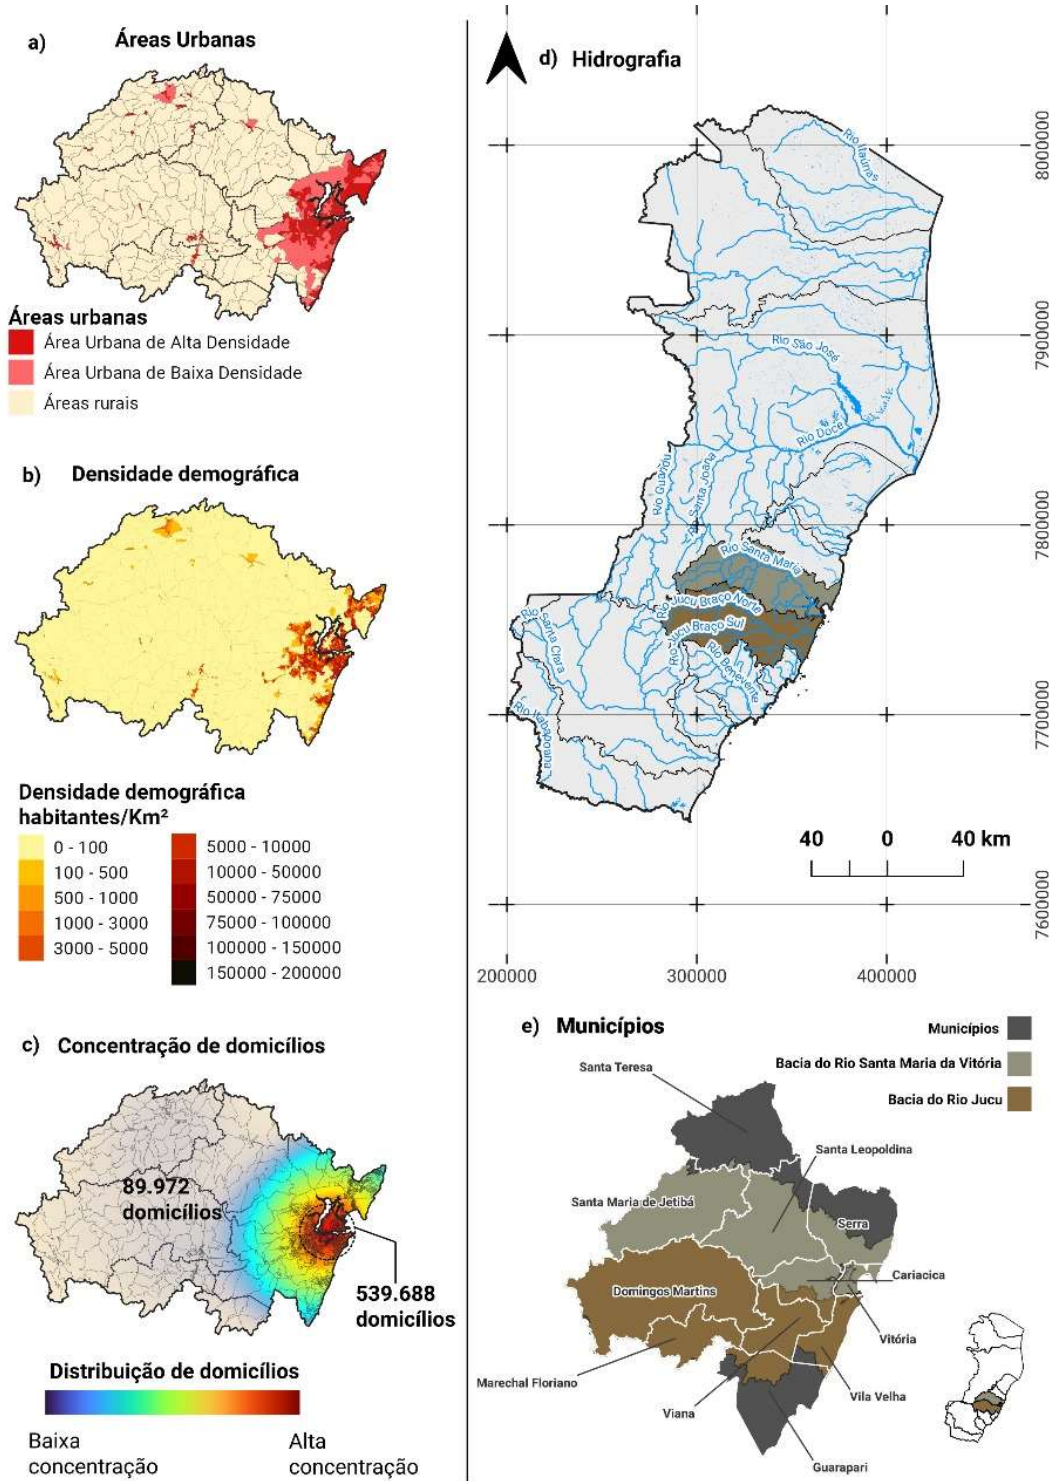 a) Áreas Urbanas
Áreas urbanas
Área Urbana de Alta Densidade
Área Urbana de Baixa Densidade
Áreas rurais
b) Densidade demográfica
Densidade demográfica
habitantes/Km²
0 - 100
100 - 500
500 - 1000
1000 - 3000
3000 - 5000
5000 - 10000
10000 - 50000
50000 - 75000
75000 - 100000
100000 - 150000
150000 - 200000
c) Concentração de domicílios
89.972
domicílios
539.688
domicílios
Distribuição de domicílios
Baixa
concentração
Alta
concentração
d) Hidrografia
Rio Itaúnas
Rio São José
Rio Doce
Rio Guandu
Santa Joana
Rio Santa Maria
Rio Jucu Braço Norte
Rio Jucu Braço Sul
Rio Benevente
Rio Santa Clara
Rio Itabapoana
40 0 40 km
8000000
7900000
7800000
7700000
7600000
200000 300000 400000
e) Municípios
Municípios
Bacia do Rio Santa Maria da Vitória
Bacia do Rio Jucu
Santa Teresa
Santa Leopoldina
Santa Maria de Jetibá
Serra
Cariacica
Domingos Martins
Vitória
Marechal Floriano
Vila Velha
Viana
Guarapari